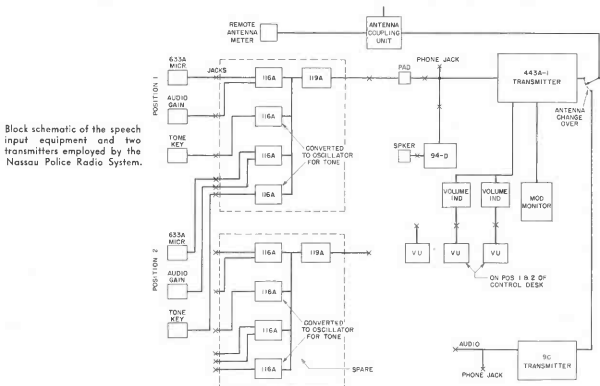 REMOTE
ANTENNA
METER
ANTENNA
COUPLING
UNIT
633A
MICR.
JACKS
116A
119A
PAD
PHONE JACK
443A-1
TRANSMITTER
POSITION 1
AUDIO
GAIN
116A
ANTENNA
CHANGE
OVER
Block schematic of the speech
input equipment and two
transmitters employed by the
Nassau Police Radio System.
TONE
KEY
116A
CONVERTED
TO OSCILLATOR
FOR TONE
SPKER
94-D
116A
VOLUME
IND
VOLUME
IND
MOD
MONITOR
POSITION 2
633A
MICR
116A
119A
VU
VU
VU
AUDIO
GAIN
116A
ON POS 1 & 2 OF
CONTROL DESK
TONE
KEY
116A
CONVERTED
TO OSCILLATOR
FOR TONE
AUDIO
PHONE JACK
9C
TRANSMITTER
116A
SPARE